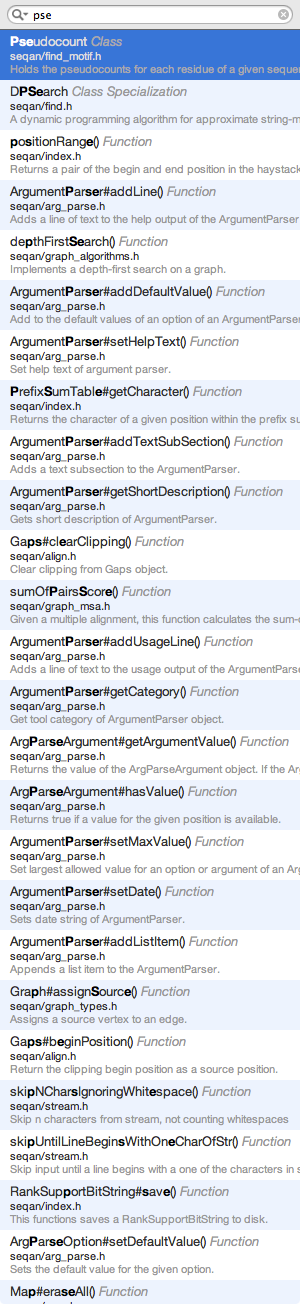 pse
Pseudocount Class
seqan/find_motif.h
Holds the pseudocounts for each residue of a given seque
DPSearch Class Specialization
seqan/find.h
A dynamic programming algorithm for approximate string-m
positionRange() Function
seqan/index.h
Returns a pair of the begin and end position in the haystack
ArgumentParser#addLine() Function
seqan/arg_parse.h
Adds a line of text to the help output of the ArgumentParser
depthFirstSearch() Function
seqan/graph_algorithms.h
Implements a depth-first search on a graph.
ArgumentParser#addDefaultValue() Function
seqan/arg_parse.h
Add to the default values of an option of an ArgumentParser
ArgumentParser#setHelpText() Function
seqan/arg_parse.h
Set help text of argument parser.
PrefixSumTable#getCharacter() Function
seqan/index.h
Returns the character of a given position within the prefix su
ArgumentParser#addTextSubSection() Function
seqan/arg_parse.h
Adds a text subsection to the ArgumentParser.
ArgumentParser#getShortDescription() Function
seqan/arg_parse.h
Gets short description of ArgumentParser.
Gaps#clearClipping() Function
seqan/align.h
Clear clipping from Gaps object.
sumOfPairsScore() Function
seqan/graph_msa.h
Given a multiple alignment, this function calculates the sum-o
ArgumentParser#addUsageLine() Function
seqan/arg_parse.h
Adds a line of text to the usage output of the ArgumentParse
ArgumentParser#getCategory() Function
seqan/arg_parse.h
Get tool category of ArgumentParser object.
ArgParseArgument#getArgumentValue() Function
seqan/arg_parse.h
Returns the value of the ArgParseArgument object. If the Ar
ArgParseArgument#hasValue() Function
seqan/arg_parse.h
Returns true if a value for the given position is available.
ArgumentParser#setMaxValue() Function
seqan/arg_parse.h
Set largest allowed value for an option or argument of an Arg
ArgumentParser#setDate() Function
seqan/arg_parse.h
Sets date string of ArgumentParser.
ArgumentParser#addListItem() Function
seqan/arg_parse.h
Appends a list item to the ArgumentParser.
Graph#assignSource() Function
seqan/graph_types.h
Assigns a source vertex to an edge.
Gaps#beginPosition() Function
seqan/align.h
Return the clipping begin position as a source position.
skipNCharsIgnoringWhitespace() Function
seqan/stream.h
Skip n characters from stream, not counting whitespaces
skipUntilLineBeginsWithOneCharOfStr() Function
seqan/stream.h
Skip input until a line begins with a one of the characters in s
RankSupportBitString#save() Function
seqan/index.h
This functions saves a RankSupportBitString to disk.
ArgParseOption#setDefaultValue() Function
seqan/arg_parse.h
Sets the default value for the given option.
Map#eraseAll() Function